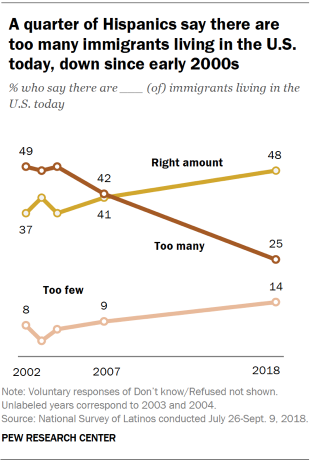 A quarter of Hispanics say there are
too many immigrants living in the U.S.
today, down since early 2000s
% who say there are ___ (of) immigrants living in the
U.S. today
49
42
Right amount
48
37
41
Too many
25
Too few
8
9
14
2002
2007
2018
Note: Voluntary responses of Don't know/Refused not shown.
Unlabeled years correspond to 2003 and 2004.
Source: National Survey of Latinos conducted July 26-Sept. 9, 2018.
PEW RESEARCH CENTER